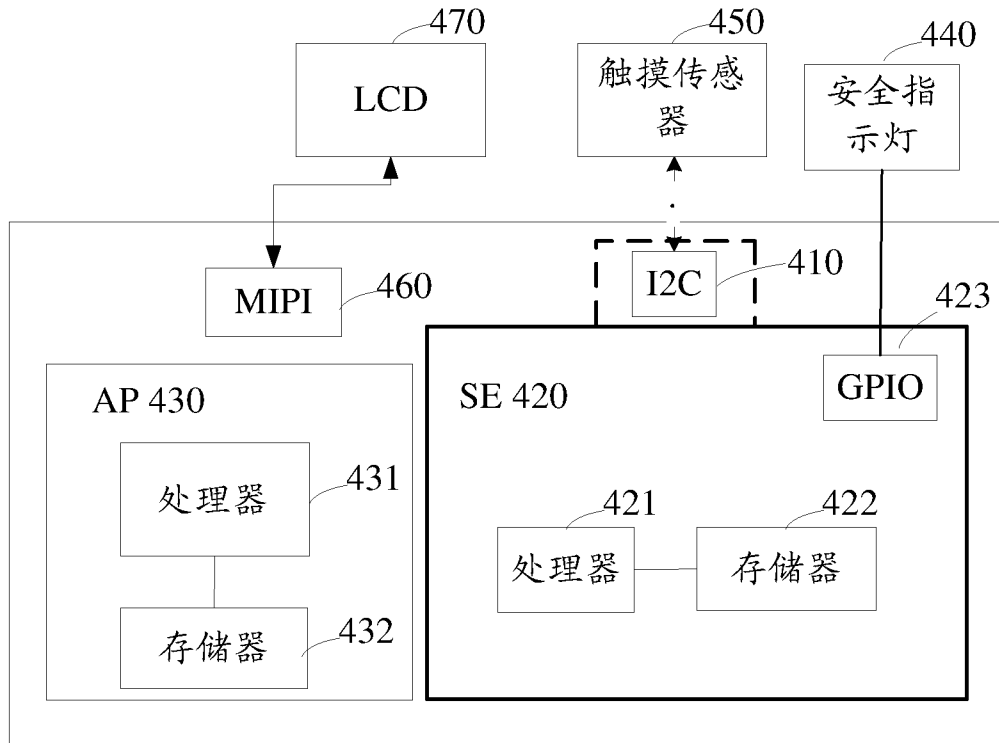 470
450
440
LCD
触摸传感
器
安全指
示灯
I2C
410
MIPI
460
423
GPIO
AP 430
SE 420
处理器
431
421
422
处理器
存储器
存储器
432